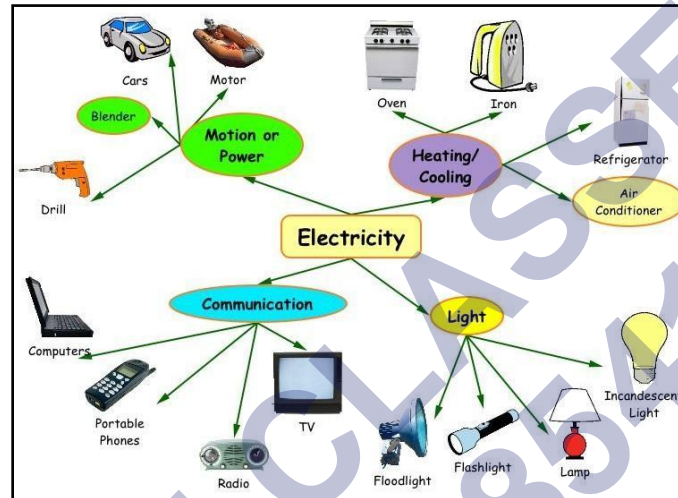 Cars
Motor
Oven
Iron
Blender
Motion or
Power
Heating/
Cooling
Refrigerator
Drill
Air
Conditioner
Electricity
Communication
Light
Computers
Portable
Phones
Radio
TV
Floodlight
Flashlight
Lamp
Incandescent
Light